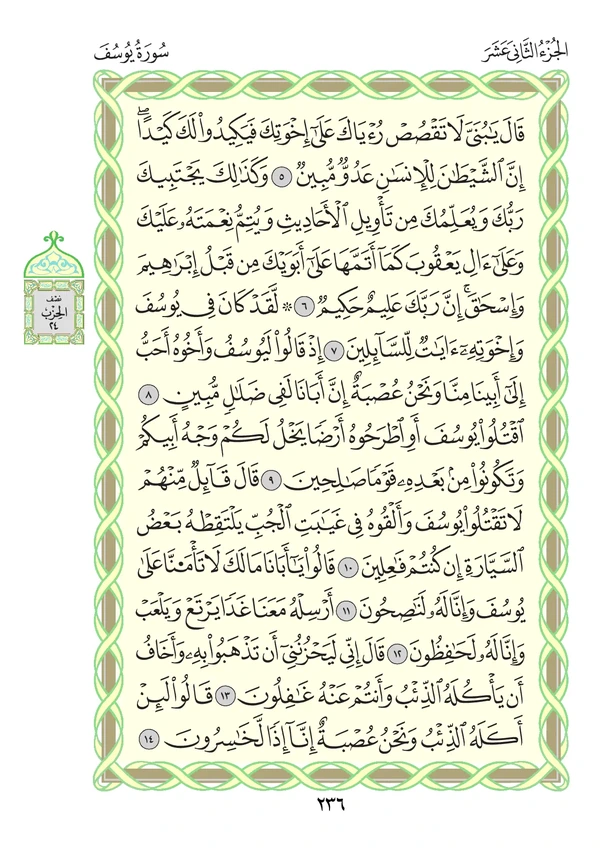 الجُزْءُ الثَّانِي عَشَرَ
سُورَةُ يُوسُفَ
قَالَ يَٰبُنَيَّ لَا تَقْصُصْ رُءْيَاكَ عَلَىٰٓ إِخْوَتِكَ فَيَكِيدُوا۟ لَكَ كَيْدًا ۖ
إِنَّ ٱلشَّيْطَٰنَ لِلْإِنسَٰنِ عَدُوٌّ مُّبِينٌ ٥ وَكَذَٰلِكَ يَجْتَبِيكَ
رَبُّكَ وَيُعَلِّمُكَ مِن تَأْوِيلِ ٱلْأَحَادِيثِ وَيُتِمُّ نِعْمَتَهُۥ عَلَيْكَ
وَعَلَىٰٓ ءَالِ يَعْقُوبَ كَمَآ أَتَمَّهَا عَلَىٰٓ أَبَوَيْكَ مِن قَبْلُ إِبْرَٰهِيمَ
وَإِسْحَٰقَ ۚ إِنَّ رَبَّكَ عَلِيمٌ حَكِيمٌ ٦ ۞ لَّقَدْ كَانَ فِى يُوسُفَ
وَإِخْوَتِهِۦٓ ءَايَٰتٌ لِّلسَّآئِلِينَ ٧ إِذْ قَالُوا۟ لَيُوسُفُ وَأَخُوهُ أَحَبُّ
إِلَىٰٓ أَبِينَا مِنَّا وَنَحْنُ عُصْبَةٌ إِنَّ أَبَانَا لَفِى ضَلَٰلٍ مُّبِينٍ ٨
ٱقْتُلُوا۟ يُوسُفَ أَوِ ٱطْرَحُوهُ أَرْضًا يَخْلُ لَكُمْ وَجْهُ أَبِيكُمْ
وَتَكُونُوا۟ مِنۢ بَعْدِهِۦ قَوْمًا صَٰلِحِينَ ٩ قَالَ قَآئِلٌ مِّنْهُمْ
لَا تَقْتُلُوا۟ يُوسُفَ وَأَلْقُوهُ فِى غَيَٰبَتِ ٱلْجُبِّ يَلْتَقِطْهُ بَعْضُ
ٱلسَّيَّارَةِ إِن كُنتُمْ فَٰعِلِينَ ١٠ قَالُوا۟ يَٰٓأَبَانَا مَا لَكَ لَا تَأْمَ۫نَّا عَلَىٰ
يُوسُفَ وَإِنَّا لَهُۥ لَنَٰصِحُونَ ١١ أَرْسِلْهُ مَعَنَا غَدًا يَرْتَعْ وَيَلْعَبْ
وَإِنَّا لَهُۥ لَحَٰفِظُونَ ١٢ قَالَ إِنِّى لَيَحْزُنُنِىٓ أَن تَذْهَبُوا۟ بِهِۦ وَأَخَافُ
أَن يَأْكُلَهُ ٱلذِّئْبُ وَأَنتُمْ عَنْهُ غَٰفِلُونَ ١٣ قَالُوا۟ لَئِنْ
أَكَلَهُ ٱلذِّئْبُ وَنَحْنُ عُصْبَةٌ إِنَّآ إِذًا لَّخَٰسِرُونَ ١٤
نصف
الحزب
٢٤
٢٣٦